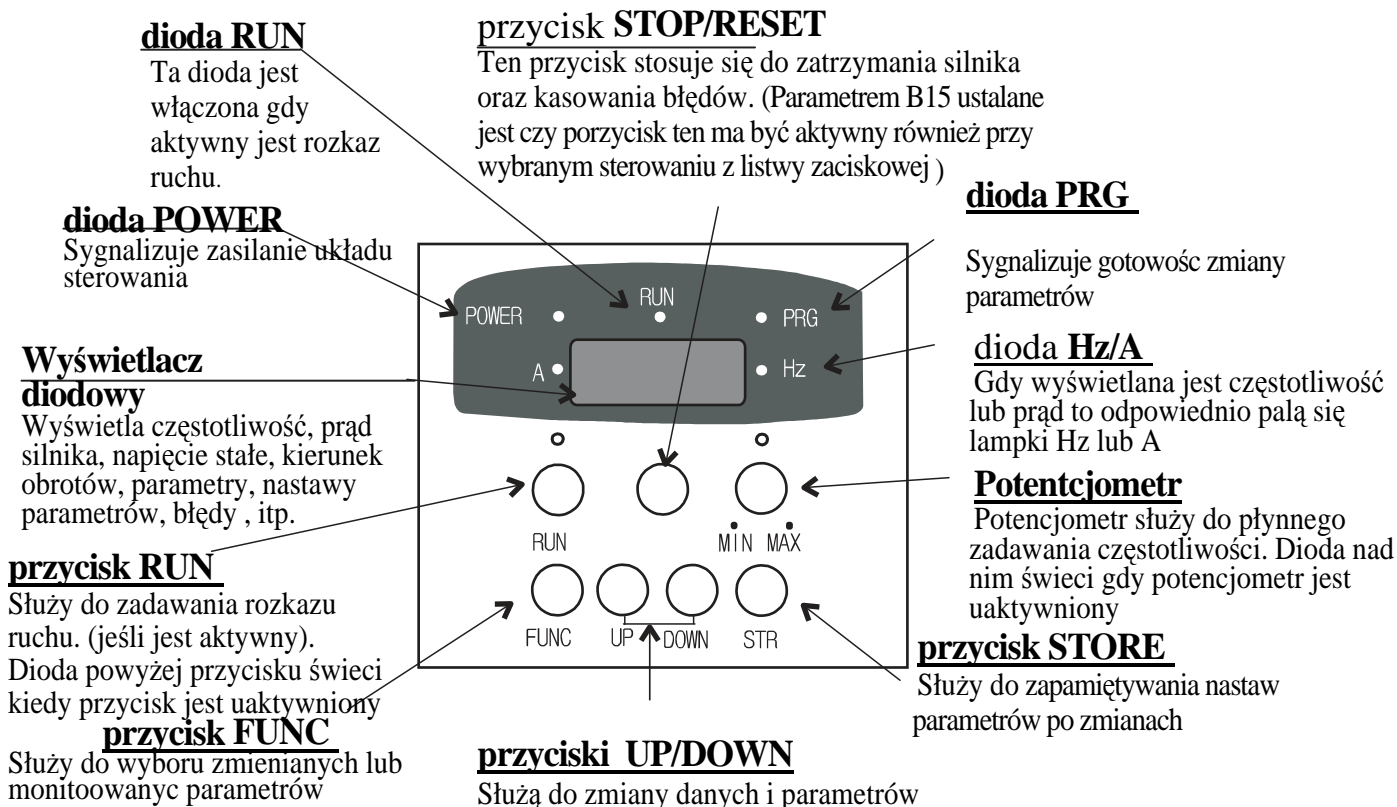 dioda RUN
Ta dioda jest
włączona gdy
aktywny jest rozkaz
ruchu.
przycisk STOP/RESET
Ten przycisk stosuje się do zatrzymania silnika
oraz kasowania błędów. (Parametrem B15 ustalane
jest czy porzycisk ten ma być aktywny również przy
wybranym sterowaniu z listwy zaciskowej )
dioda POWER
Sygnalizuje zasilanie układu
sterowania
dioda PRG
Sygnalizuje gotowośc zmiany
parametrów
Wyświetlacz
diodowy
Wyświetla częstotliwość, prąd
silnika, napięcie stałe, kierunek
obrotów, parametry, nastawy
parametrów, błędy , itp.
dioda Hz/A
Gdy wyświetlana jest częstotliwość
lub prąd to odpowiednio palą się
lampki Hz lub A
POWER
RUN
PRG
A
Hz
RUN
MIN MAX
FUNC
UP
DOWN
STR
Potentcjometr
Potencjometr służy do płynnego
zadawania częstotliwości. Dioda nad
nim świeci gdy potencjometr jest
uaktywniony
przycisk RUN
Służy do zadawania rozkazu
ruchu. (jeśli jest aktywny).
Dioda powyżej przycisku świeci
kiedy przycisk jest uaktywniony
przycisk STORE
Służy do zapamiętywania nastaw
parametrów po zmianach
przycisk FUNC
Służy do wyboru zmienianych lub
monitoowanyc parametrów
przyciski UP/DOWN
Służą do zmiany danych i parametrów